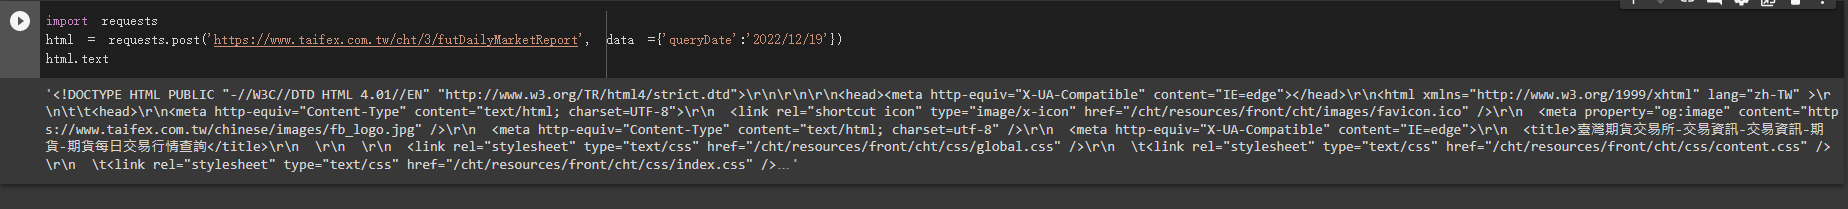 import requests
html = requests.post('https://www.taifex.com.tw/cht/3/futDailyMarketReport', data ={'queryDate':'2022/12/19'})
html.text
'<!DOCTYPE HTML PUBLIC "-//W3C//DTD HTML 4.01//EN" "http://www.w3.org/TR/html4/strict.dtd">\r\n\r\n\r\n<head><meta http-equiv="X-UA-Compatible" content="IE=edge"></head>\r\n<html xmlns="http://www.w3.org/1999/xhtml" lang="zh-TW" >\r
\n\t\t<head>\r\n<meta http-equiv="Content-Type" content="text/html; charset=UTF-8">\r\n  <link rel="shortcut icon" type="image/x-icon" href="/cht/resources/front/cht/images/favicon.ico" />\r\n  <meta property="og:image" content="http
s://www.taifex.com.tw/chinese/images/fb_logo.jpg" />\r\n  <meta http-equiv="Content-Type" content="text/html; charset=utf-8" />\r\n  <meta http-equiv="X-UA-Compatible" content="IE=edge">\r\n  <title>臺灣期貨交易所-交易資訊-交易資訊-期
貨-期貨每日交易行情查詢</title>\r\n  \r\n  \r\n  <link rel="stylesheet" type="text/css" href="/cht/resources/front/cht/css/global.css" />\r\n  \t<link rel="stylesheet" type="text/css" href="/cht/resources/front/cht/css/content.css" />
\r\n  \t<link rel="stylesheet" type="text/css" href="/cht/resources/front/cht/css/index.css" />...'